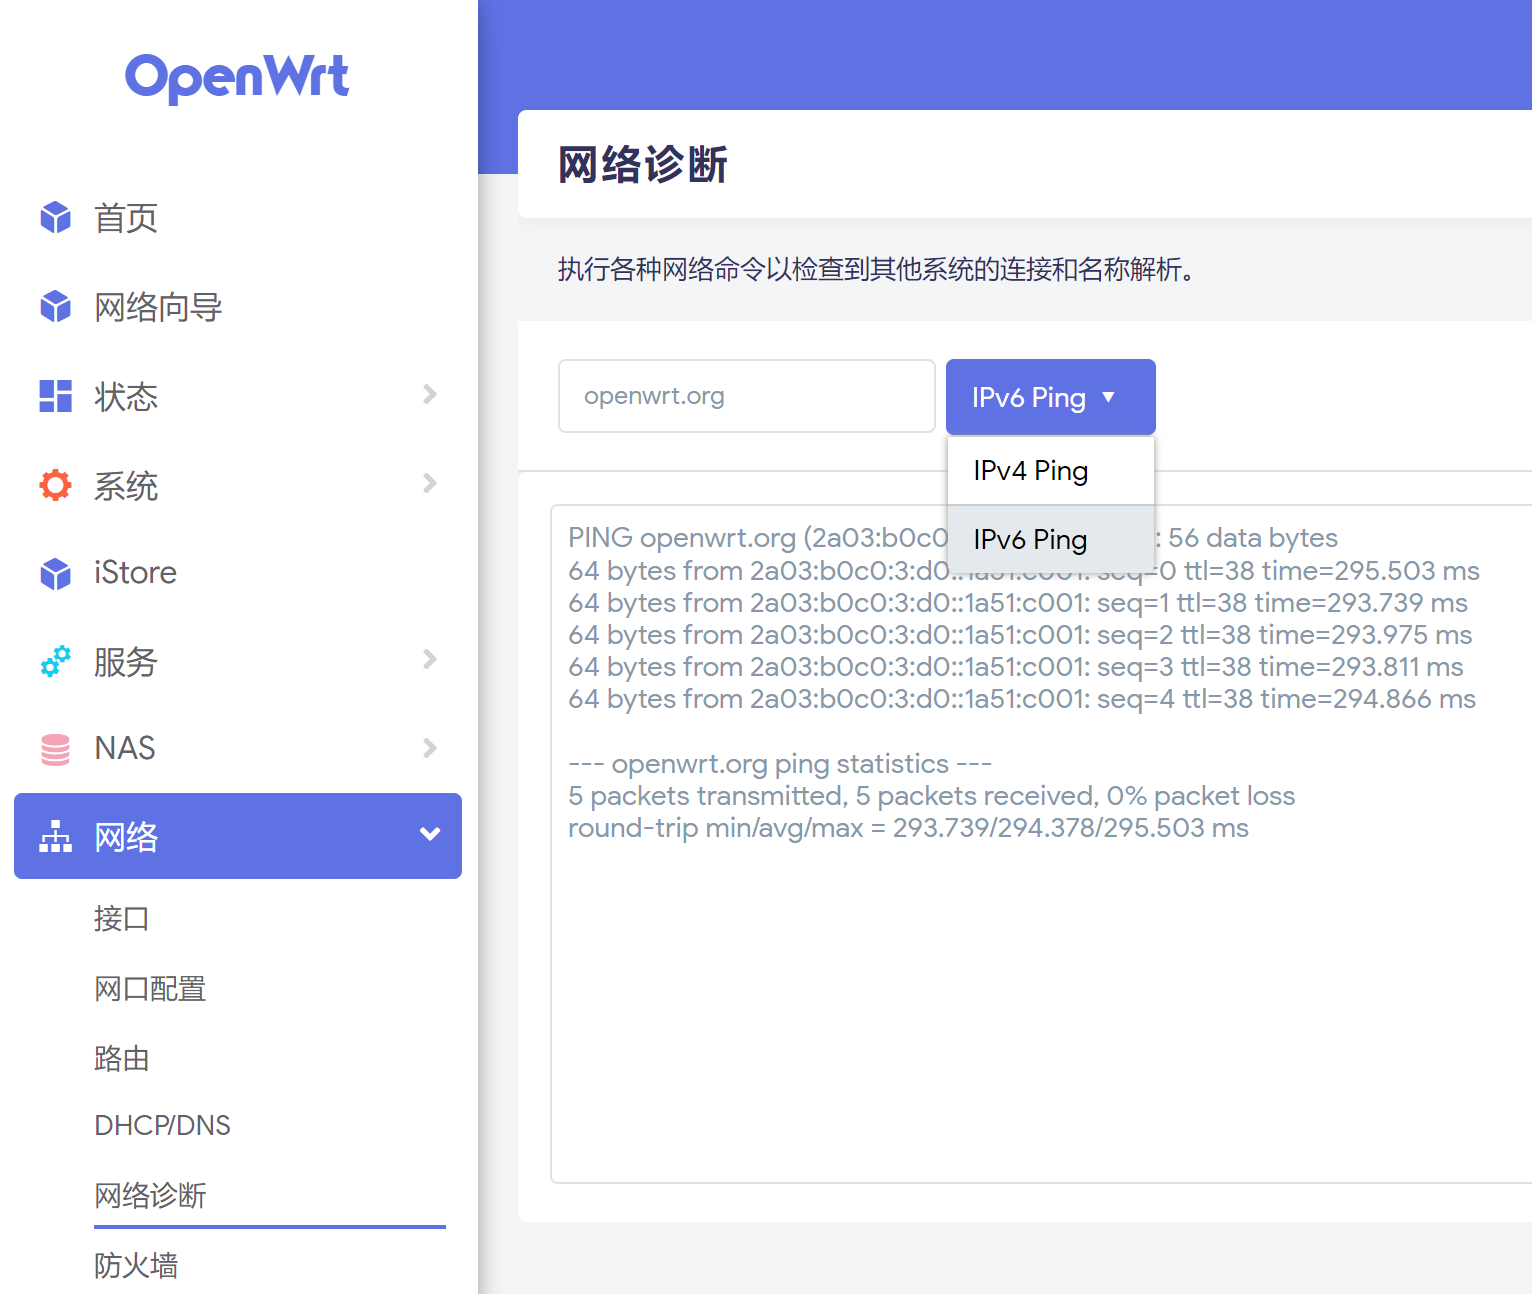 OpenWrt
首页
网络向导
状态
系统
iStore
服务
NAS
网络
接口
网口配置
路由
DHCP/DNS
网络诊断
防火墙
网络诊断
执行各种网络命令以检查到其他系统的连接和名称解析。
openwrt.org
IPv6 Ping ▼
IPv4 Ping
IPv6 Ping
PING openwrt.org (2a03:b0c0 : 56 data bytes
64 bytes from 2a03:b0c0:3:d0::1a51:c001: seq=0 ttl=38 time=295.503 ms
64 bytes from 2a03:b0c0:3:d0::1a51:c001: seq=1 ttl=38 time=293.739 ms
64 bytes from 2a03:b0c0:3:d0::1a51:c001: seq=2 ttl=38 time=293.975 ms
64 bytes from 2a03:b0c0:3:d0::1a51:c001: seq=3 ttl=38 time=293.811 ms
64 bytes from 2a03:b0c0:3:d0::1a51:c001: seq=4 ttl=38 time=294.866 ms
--- openwrt.org ping statistics ---
5 packets transmitted, 5 packets received, 0% packet loss
round-trip min/avg/max = 293.739/294.378/295.503 ms